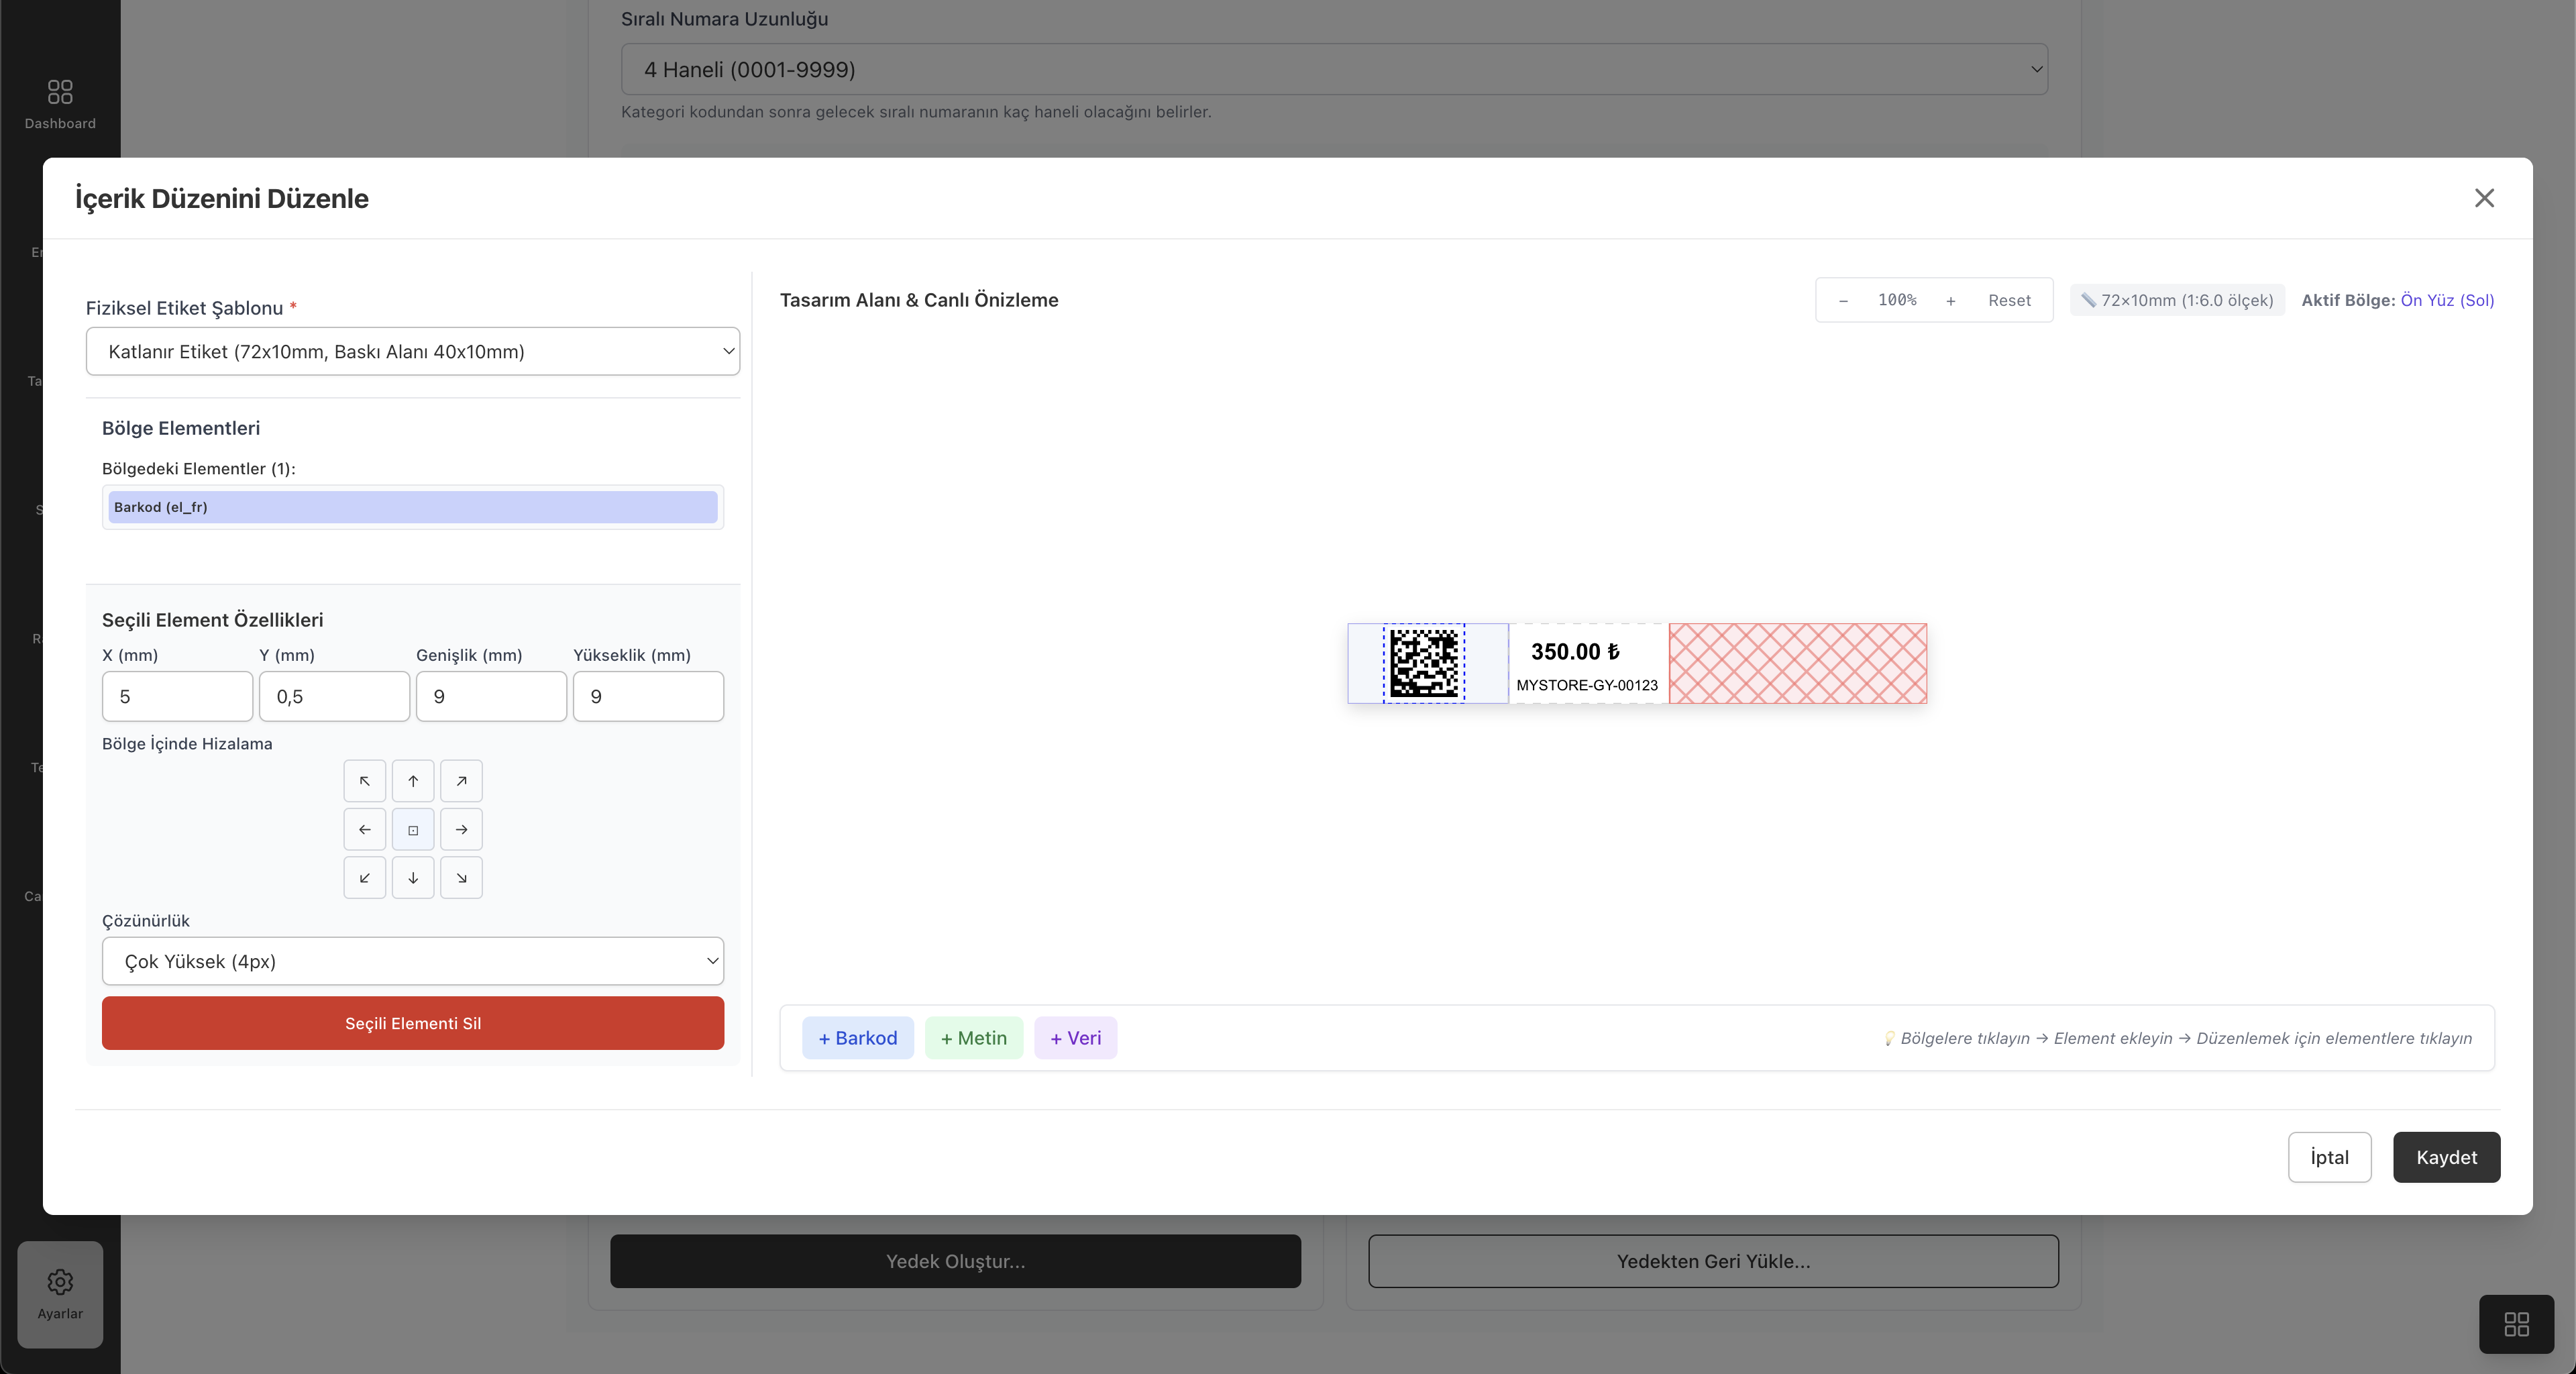 Sıralı Numara Uzunluğu
4 Haneli (0001-9999)
Kategori kodundan sonra gelecek sıralı numaranın kaç haneli olacağını belirler.
Dashboard
İçerik Düzenini Düzenle
Fiziksel Etiket Şablonu *
Katlanır Etiket (72x10mm, Baskı Alanı 40x10mm)
Bölge Elementleri
Bölgedeki Elementler (1):
Barkod (el_fr)
Seçili Element Özellikleri
X (mm) Y (mm) Genişlik (mm) Yükseklik (mm)
5 0,5 9 9
Bölge İçinde Hizalama
Çözünürlük
Çok Yüksek (4px)
Seçili Elementi Sil
Tasarım Alanı & Canlı Önizleme
− 100% + Reset
72×10mm (1:6.0 ölçek)
Aktif Bölge: Ön Yüz (Sol)
350.00 ₺
MYSTORE-GY-00123
+ Barkod + Metin + Veri
Bölgelere tıklayın → Element ekleyin → Düzenlemek için elementlere tıklayın
İptal Kaydet
Yedek Oluştur...
Yedekten Geri Yükle...
Ayarlar